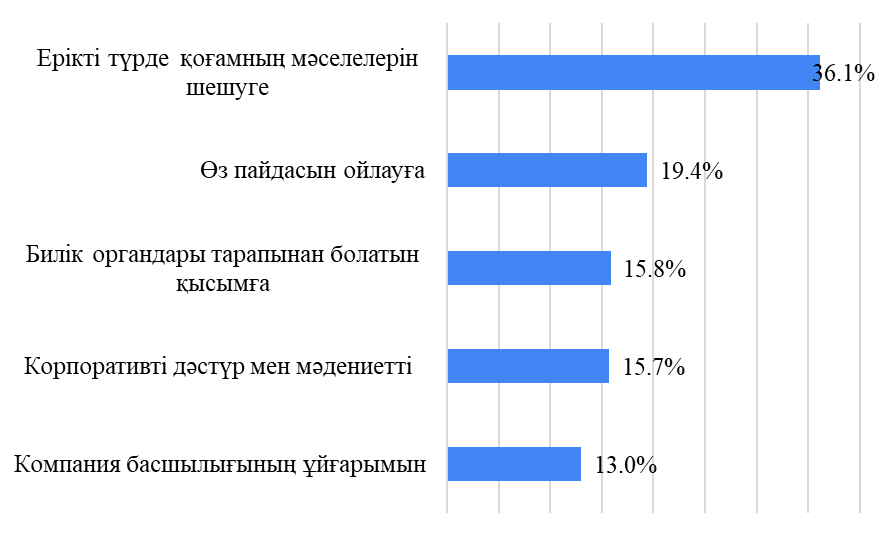 Ерікті түрде қоғамның мәселелерін
шешуге
36.1%
Өз пайдасын ойлауға
19.4%
Билік органдары тарапынан болатын
қысымға
15.8%
Корпоративті дәстүр мен мәдениетті
15.7%
Компания басшылығының ұйғарымын
13.0%